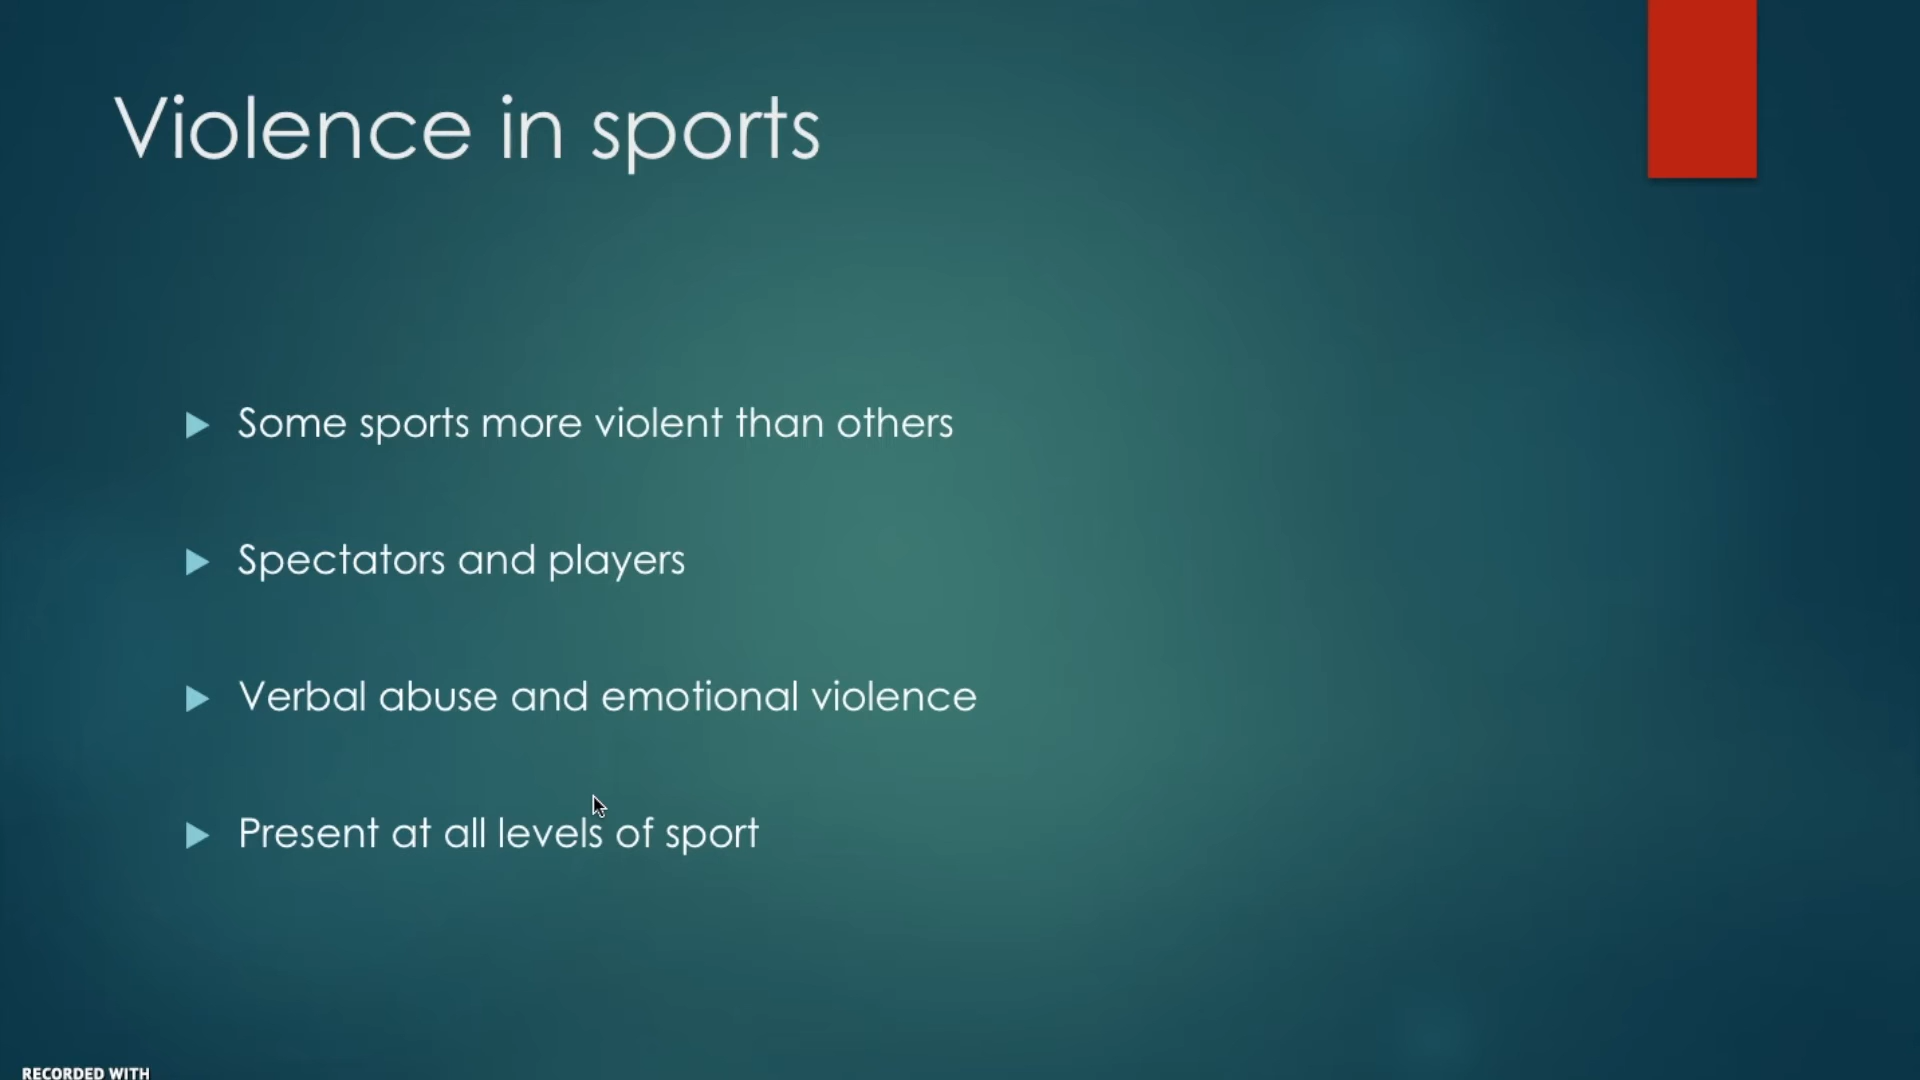 Violence in sports
Some sports more violent than others
Spectators and players
Verbal abuse and emotional violence
Present at all levels of sport
RECORDED WITH